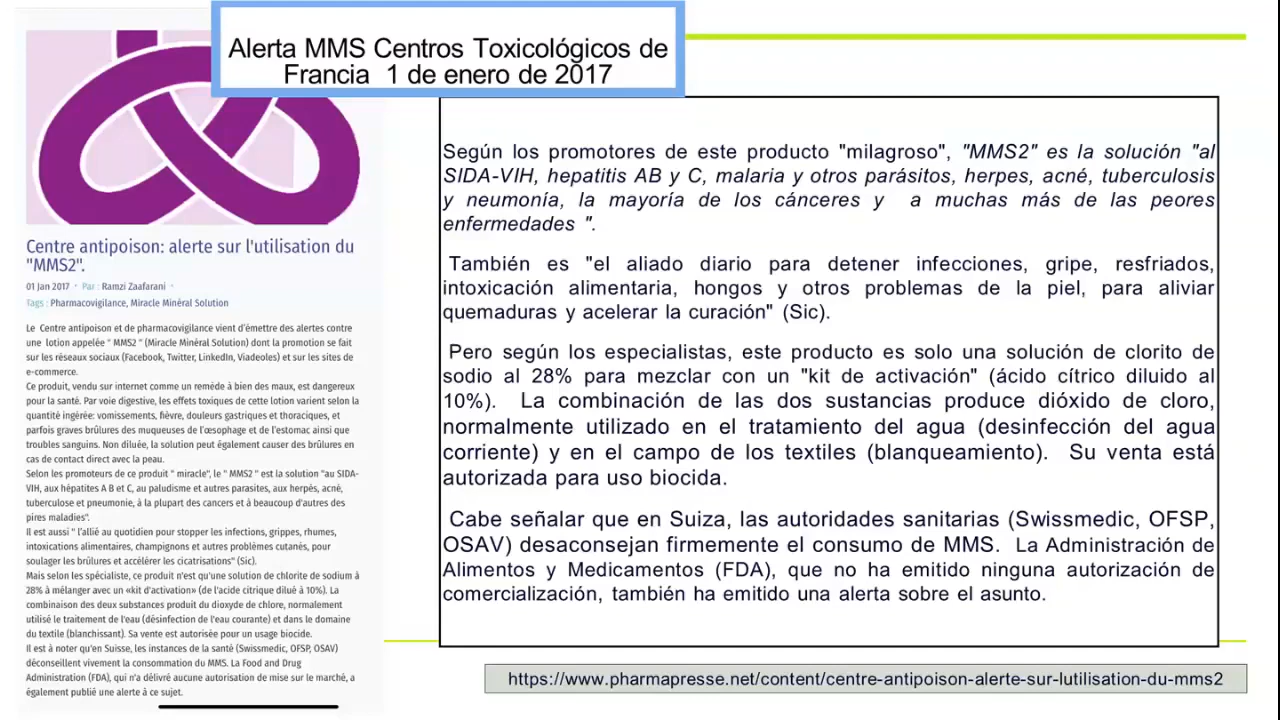 Alerta MMS Centros Toxicológicos de
Francia  1 de enero de 2017
Centre antipoison: alerte sur l'utilisation du
"MMS2".
01 Jan 2017 • Par : Ramzi Zaafarani •
Tags : Pharmacovigilance, Miracle Minéral Solution
Le Centre antipoison et de pharmacovigilance vient d'émettre des alertes contre
une lotion appelée " MMS2 " (Miracle Minéral Solution) dont la promotion se fait
sur les réseaux sociaux (Facebook, Twitter, LinkedIn, Viadeoles) et sur les sites de
e-commerce.
Ce produit, vendu sur internet comme un remède à bien des maux, est dangereux
pour la santé. Par voie digestive, les effets toxiques de cette lotion varient selon la
quantité ingérée: vomissements, fièvre, douleurs gastriques et thoraciques, et
parfois graves brûlures des muqueuses de l'œsophage et de l'estomac ainsi que
troubles sanguins. Non diluée, la solution peut également causer des brûlures en
cas de contact direct avec la peau.
Selon les promoteurs de ce produit " miracle", le " MMS2 " est la solution "au SIDA-
VIH, aux hépatites A B et C, au paludisme et autres parasites, aux herpès, acné,
tuberculose et pneumonie, à la plupart des cancers et à beaucoup d'autres des
pires maladies".
Il est aussi " l'allié au quotidien pour stopper les infections, grippes, rhumes,
intoxications alimentaires, champignons et autres problèmes cutanés, pour
soulager les brûlures et accélérer les cicatrisations" (Sic).
Mais selon les spécialiste, ce produit n'est qu'une solution de chlorite de sodium à
28% à mélanger avec un «kit d'activation» (de l'acide citrique dilué à 10%). La
combinaison des deux substances produit du dioxyde de chlore, normalement
utilisé le traitement de l'eau (désinfection de l'eau courante) et dans le domaine
du textile (blanchissant). Sa vente est autorisée pour un usage biocide.
Il est à noter qu'en Suisse, les instances de la santé (Swissmedic, OFSP, OSAV)
déconseillent vivement la consommation du MMS. La Food and Drug
Administration (FDA), qui n'a délivré aucune autorisation de mise sur le marché, a
également publié une alerte à ce sujet.
Según los promotores de este producto "milagroso", "MMS2" es la solución "al
SIDA-VIH, hepatitis AB y C, malaria y otros parásitos, herpes, acné, tuberculosis
y neumonía, la mayoría de los cánceres y  a muchas más de las peores
enfermedades ".
También es "el aliado diario para detener infecciones, gripe, resfriados,
intoxicación alimentaria, hongos y otros problemas de la piel, para aliviar
quemaduras y acelerar la curación" (Sic).
Pero según los especialistas, este producto es solo una solución de clorito de
sodio al 28% para mezclar con un "kit de activación" (ácido cítrico diluido al
10%).  La combinación de las dos sustancias produce dióxido de cloro,
normalmente utilizado en el tratamiento del agua (desinfección del agua
corriente) y en el campo de los textiles (blanqueamiento).  Su venta está
autorizada para uso biocida.
Cabe señalar que en Suiza, las autoridades sanitarias (Swissmedic, OFSP,
OSAV) desaconsejan firmemente el consumo de MMS.  La Administración de
Alimentos y Medicamentos (FDA), que no ha emitido ninguna autorización de
comercialización, también ha emitido una alerta sobre el asunto.
https://www.pharmapresse.net/content/centre-antipoison-alerte-sur-lutilisation-du-mms2